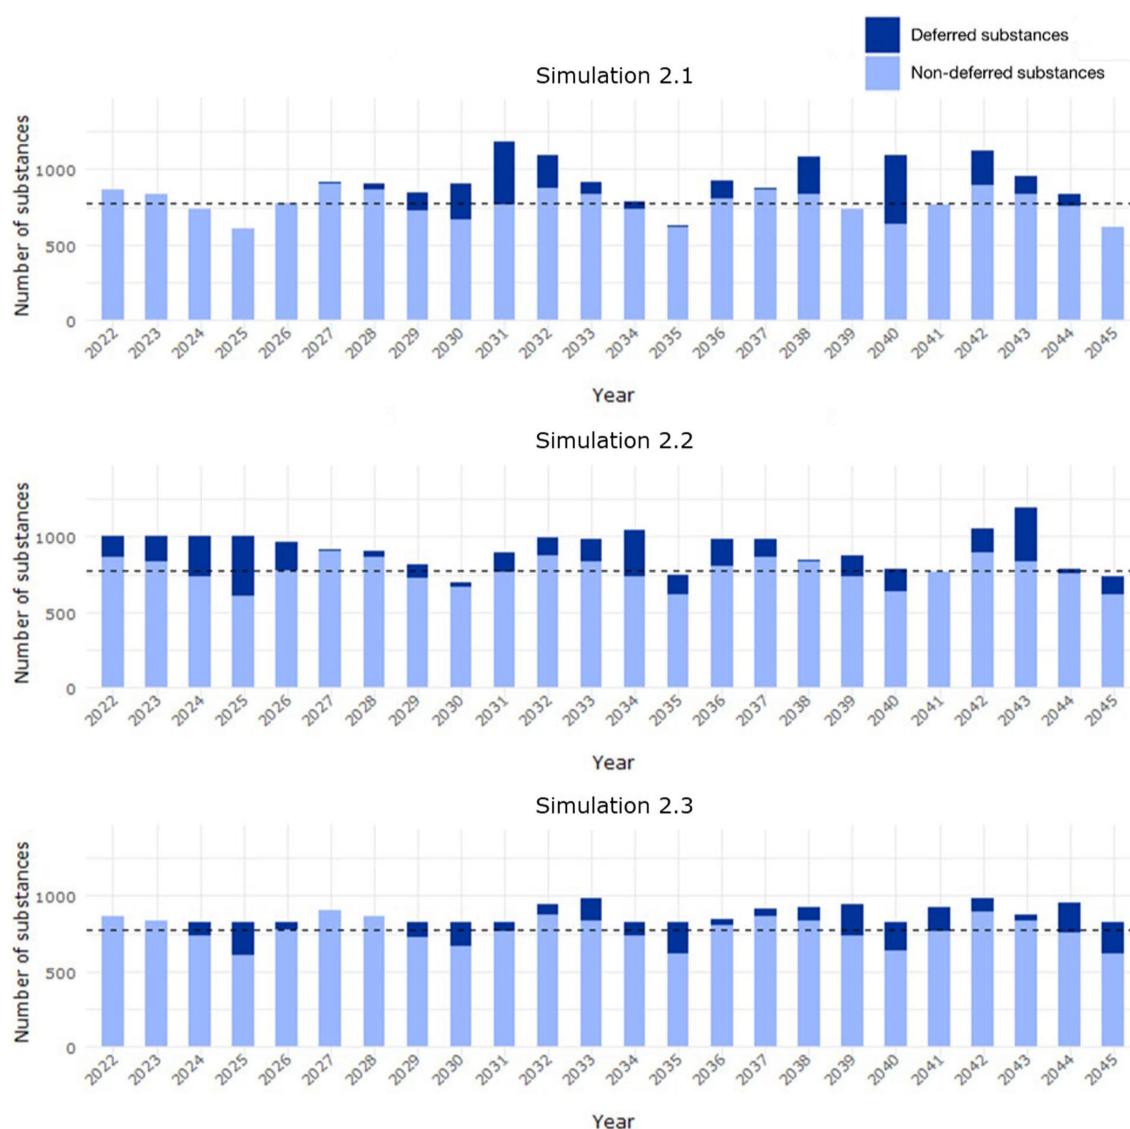 Deferred substances
Non-deferred substances
Simulation 2.1
Number of substances
1000
500
0
2022 2023 2024 2025 2026 2027 2028 2029 2030 2031 2032 2033 2034 2035 2036 2037 2038 2039 2040 2041 2042 2043 2044 2045
Year
Simulation 2.2
Number of substances
1000
500
0
2022 2023 2024 2025 2026 2027 2028 2029 2030 2031 2032 2033 2034 2035 2036 2037 2038 2039 2040 2041 2042 2043 2044 2045
Year
Simulation 2.3
Number of substances
1000
500
0
2022 2023 2024 2025 2026 2027 2028 2029 2030 2031 2032 2033 2034 2035 2036 2037 2038 2039 2040 2041 2042 2043 2044 2045
Year